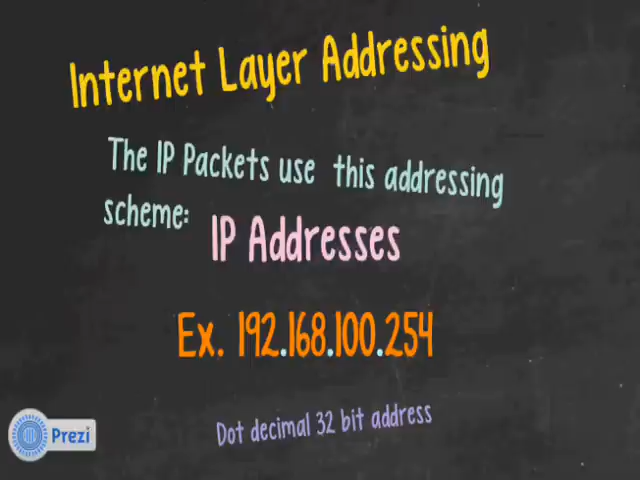 Internet Layer Addressing
The IP Packets use this addressing
scheme:
IP Addresses
Ex. 192.168.100.254
Dot decimal 32 bit address
Prezi